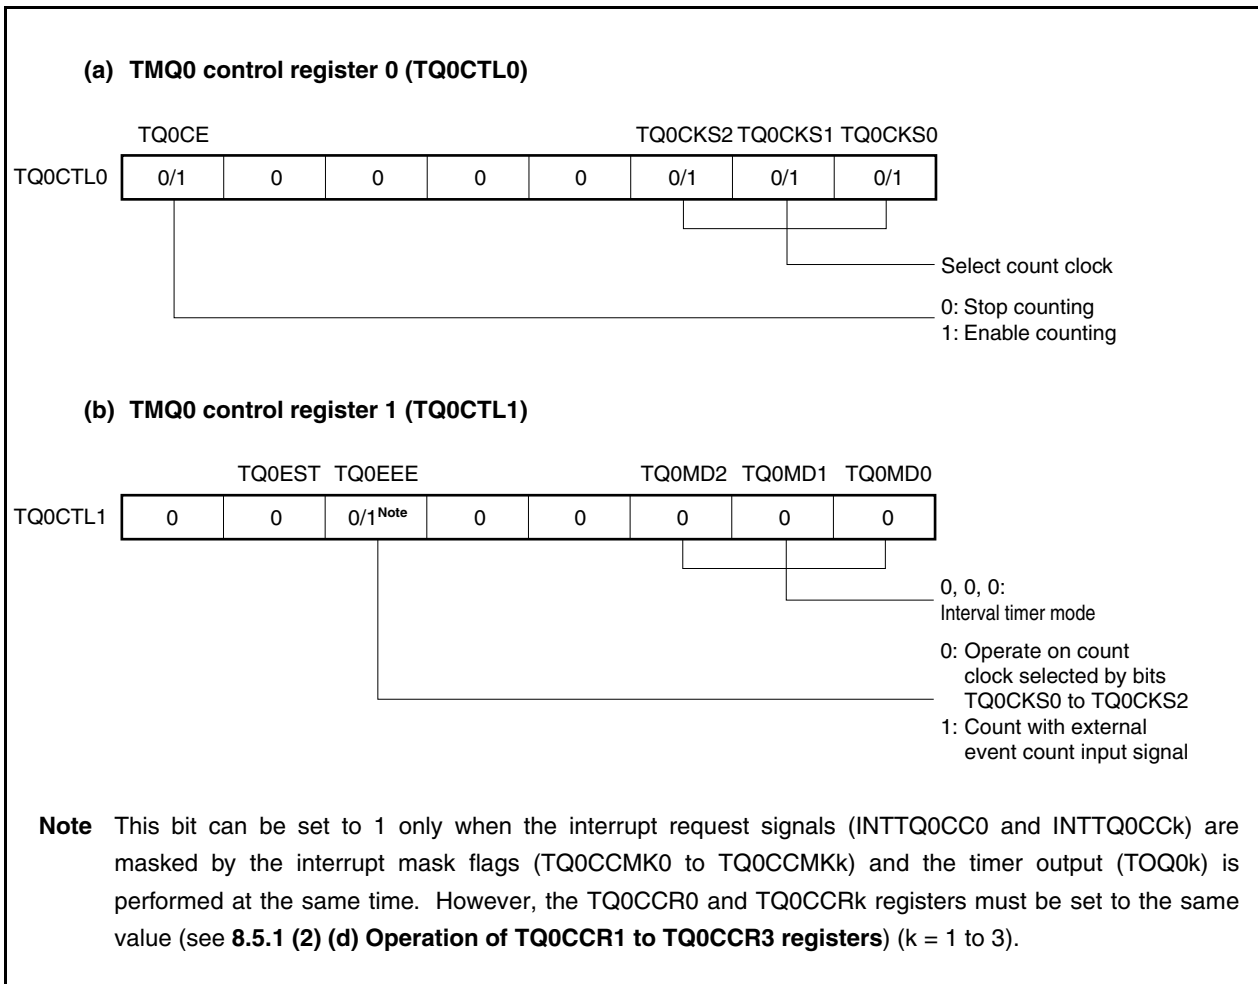 (a) TMQ0 control register 0 (TQ0CTL0)
TQ0CE TQ0CKS2 TQ0CKS1 TQ0CKS0
TQ0CTL0 0/1 0 0 0 0 0/1 0/1 0/1
Select count clock
0: Stop counting
1: Enable counting
(b) TMQ0 control register 1 (TQ0CTL1)
TQ0EST TQ0EEE TQ0MD2 TQ0MD1 TQ0MD0
TQ0CTL1 0 0 0/1Note 0 0 0 0 0
0, 0, 0:
Interval timer mode
0: Operate on count
clock selected by bits
TQ0CKS0 to TQ0CKS2
1: Count with external
event count input signal
Note This bit can be set to 1 only when the interrupt request signals (INTTQ0CC0 and INTTQ0CCk) are
masked by the interrupt mask flags (TQ0CCMK0 to TQ0CCMKk) and the timer output (TOQ0k) is
performed at the same time. However, the TQ0CCR0 and TQ0CCRk registers must be set to the same
value (see 8.5.1 (2) (d) Operation of TQ0CCR1 to TQ0CCR3 registers) (k = 1 to 3).